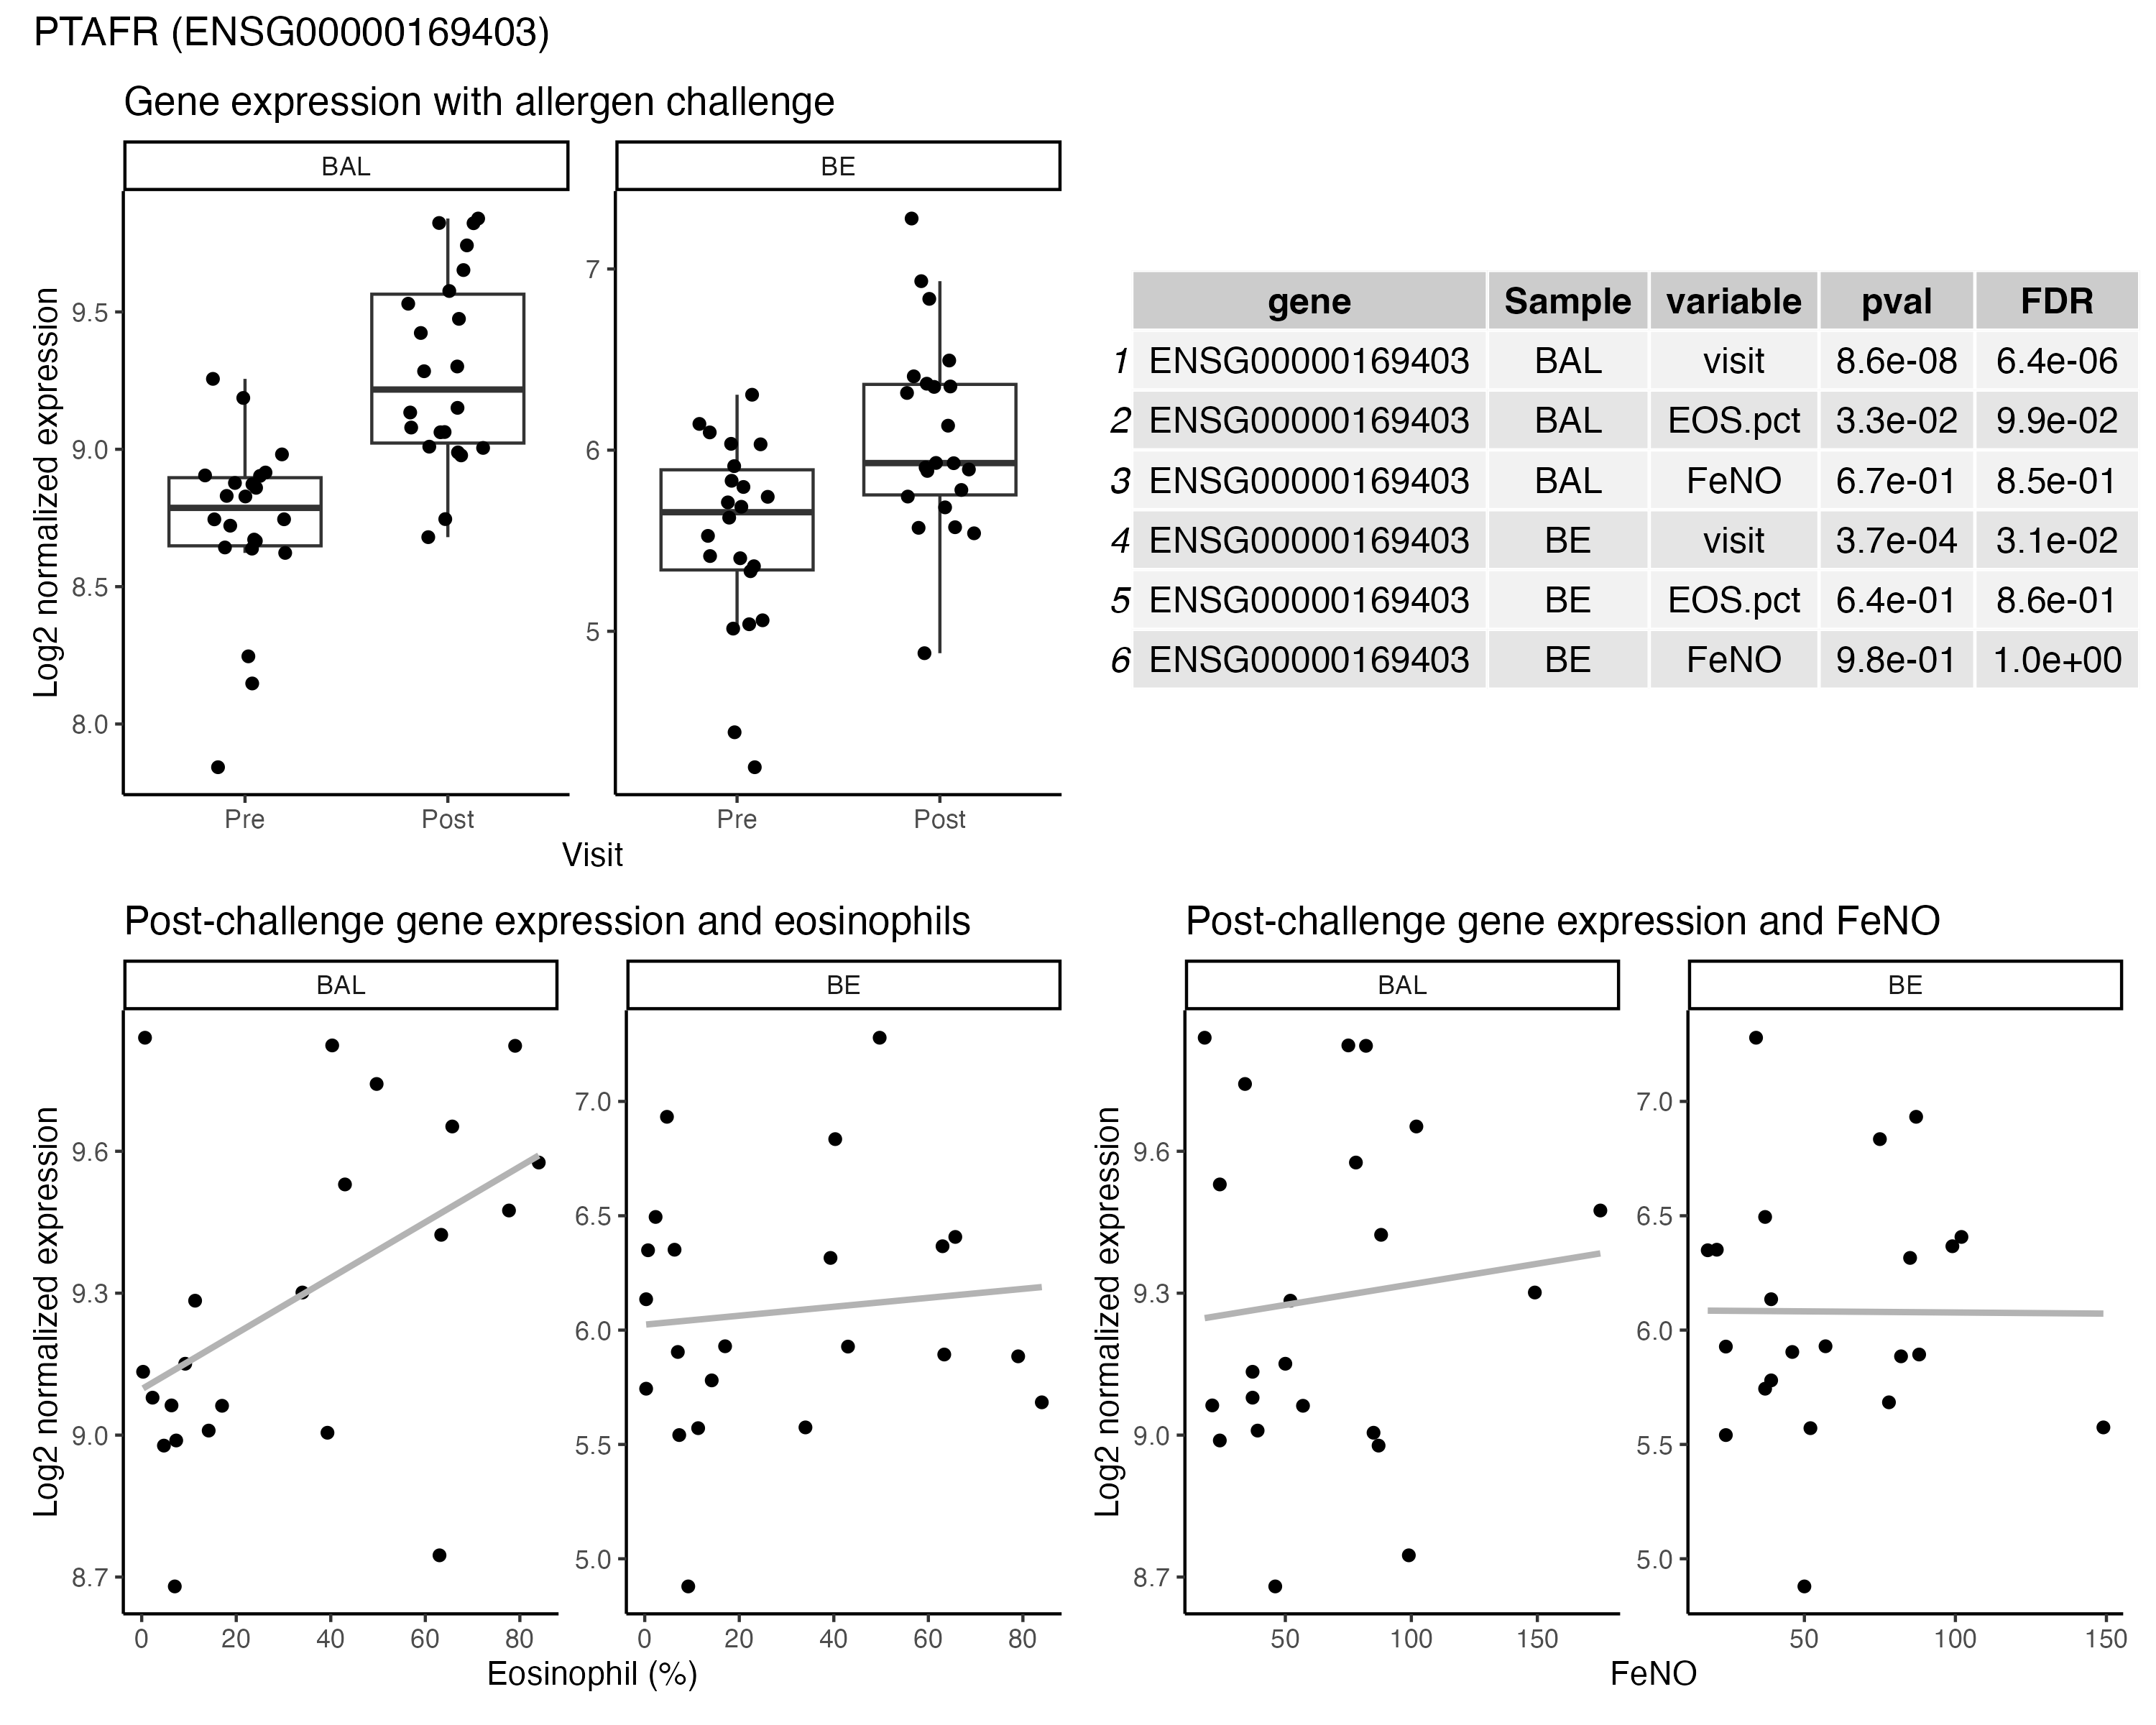 PTAFR (ENSG00000169403)
Gene expression with allergen challenge
BAL
BE
Log2 normalized expression
9.5
9.0
8.5
8.0
7
6
5
Pre
Post
Pre
Post
Visit
gene Sample variable pval FDR
1 ENSG00000169403 BAL visit 8.6e-08 6.4e-06
2 ENSG00000169403 BAL EOS.pct 3.3e-02 9.9e-02
3 ENSG00000169403 BAL FeNO 6.7e-01 8.5e-01
4 ENSG00000169403 BE visit 3.7e-04 3.1e-02
5 ENSG00000169403 BE EOS.pct 6.4e-01 8.6e-01
6 ENSG00000169403 BE FeNO 9.8e-01 1.0e+00
Post-challenge gene expression and eosinophils
BAL
BE
Log2 normalized expression
9.6
9.3
9.0
8.7
7.0
6.5
6.0
5.5
5.0
0 20 40 60 80
0 20 40 60 80
Eosinophil (%)
Post-challenge gene expression and FeNO
BAL
BE
Log2 normalized expression
9.6
9.3
9.0
8.7
7.0
6.5
6.0
5.5
5.0
50 100 150
50 100 150
FeNO